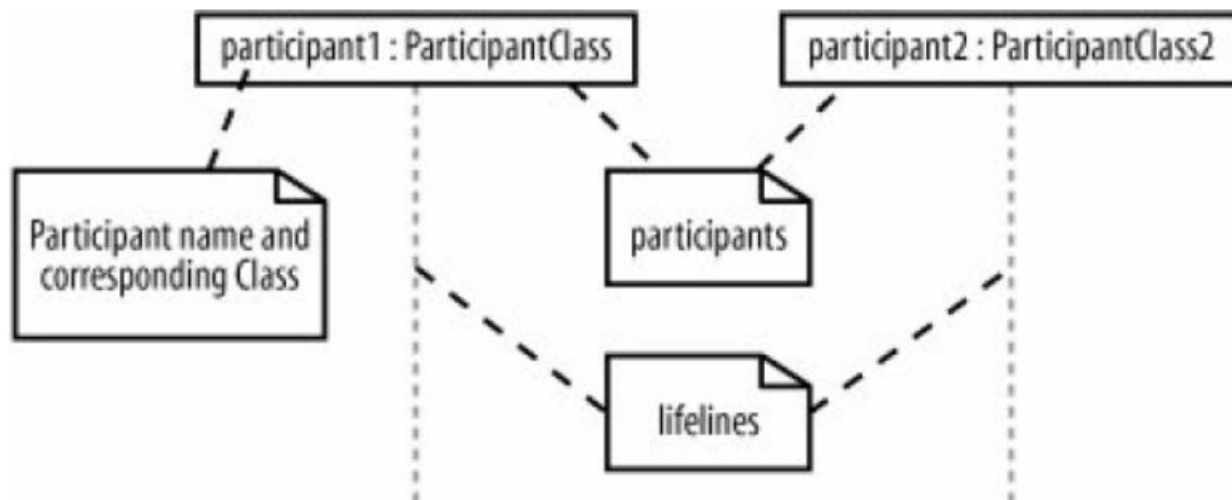 participant1 : ParticipantClass
participant2 : ParticipantClass2
Participant name and
corresponding Class
participants
lifelines